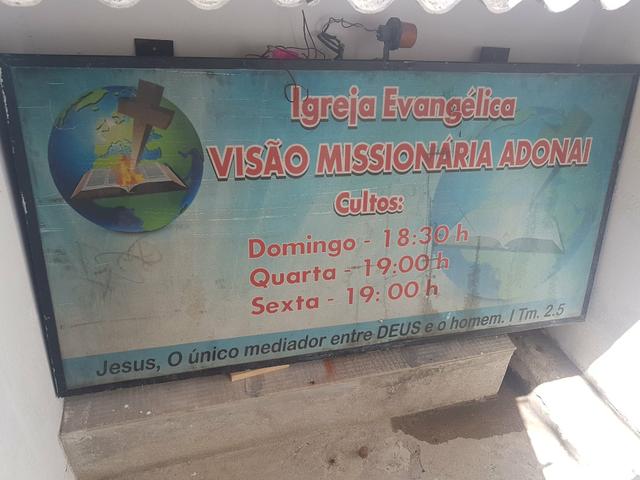 Igreja Evangélica
VISÃO MISSIONÁRIA ADONAI
Cultos:
Domingo - 18:30 h
Quarta - 19:00 h
Sexta - 19: 00 h
Jesus, O único mediador entre DEUS e o homem. I Tm. 2.5